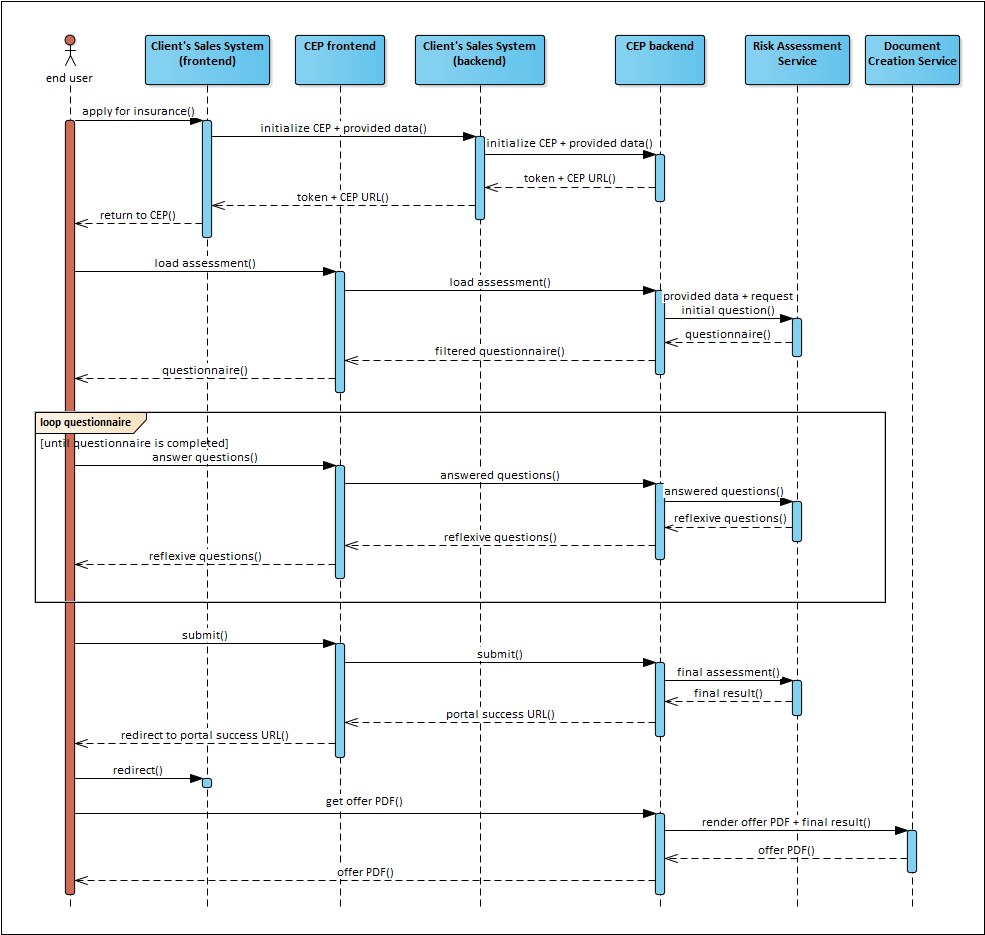 end user
Client's Sales System
(frontend)
CEP frontend
Client's Sales System
(backend)
CEP backend
Risk Assessment
Service
Document
Creation Service
apply for insurance()
initialize CEP + provided data()
initialize CEP + provided data()
token + CEP URL()
token + CEP URL()
return to CEP()
load assessment()
load assessment()
provided data + request
initial question()
questionnaire()
filtered questionnaire()
questionnaire()
loop questionnaire
[until questionnaire is completed]
answer questions()
answered questions()
answered questions()
reflexive questions()
reflexive questions()
reflexive questions()
submit()
submit()
final assessment()
final result()
portal success URL()
redirect to portal success URL()
redirect()
get offer PDF()
render offer PDF + final result()
offer PDF()
offer PDF()